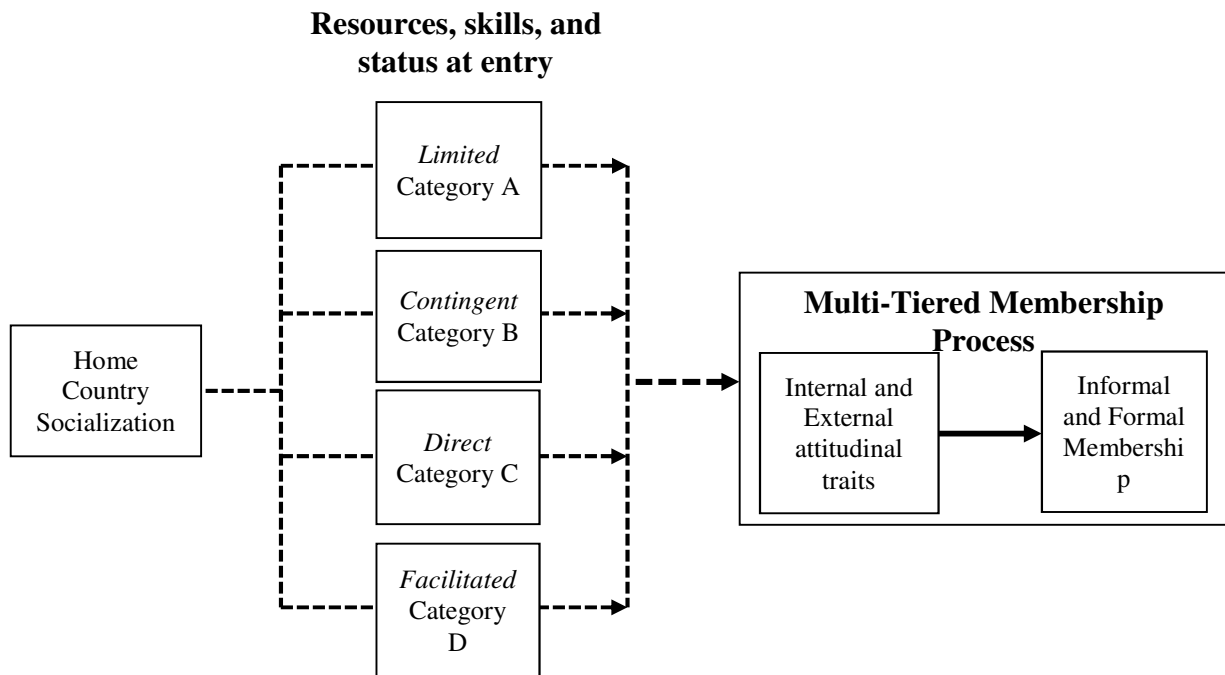 Resources, skills, and
status at entry
Limited
Category A
Contingent
Category B
Direct
Category C
Facilitated
Category
D
Home
Country
Socialization
Multi-Tiered Membership
Process
Internal and
External
attitudinal
traits
Informal
and Formal
Membershi
p